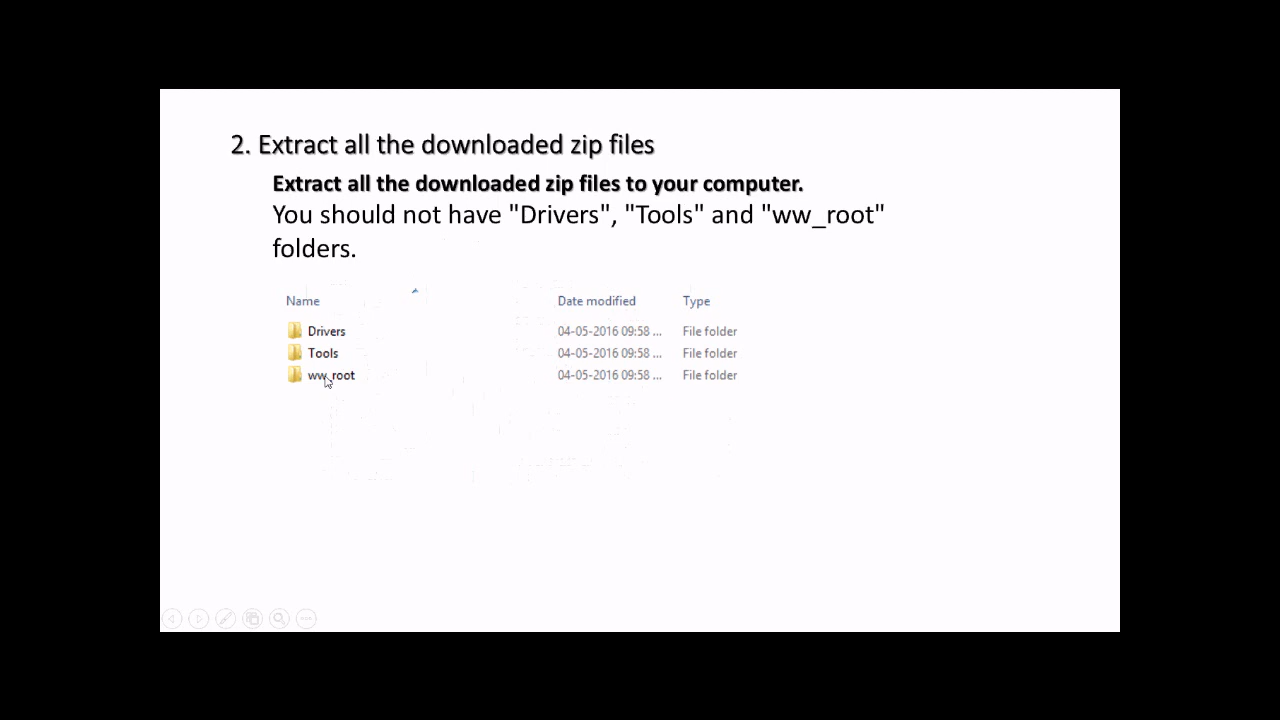 2. Extract all the downloaded zip files
Extract all the downloaded zip files to your computer.
You should not have "Drivers", "Tools" and "ww_root"
folders.
Name Date modified Type
Drivers 04-05-2016 09:58 ... File folder
Tools 04-05-2016 09:58 ... File folder
ww_root 04-05-2016 09:58 ... File folder